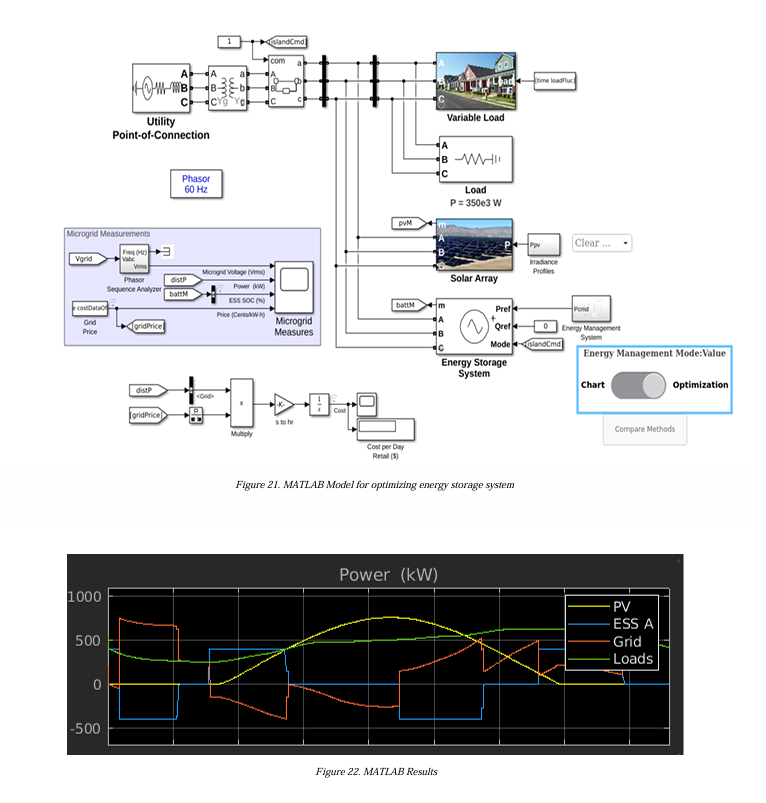 1
[islandCmd]
com
a
A
A
a
A
A
B
B
b
B
b
B
Load
[time loadFluc]
C
C
Yg
Yg
c
C
c
C
Variable Load
Utility
Point-of-Connection
A
B
C
Load
P = 350e3 W
Phasor
60 Hz
pvM
m
A
B
P
Ppv
Clear ...
Irradiance
Profiles
Solar Array
Microgrid Measurements
Vgrid
Freq (Hz)
Vabc
Vrms
Phasor
Sequence Analyzer
Microgrid Voltage (Vrms)
distP
Power (kW)
battM
ESS SOC (%)
Price (Cents/kW-h)
e costDataOf
Grid
Price
[gridPrice]
Microgrid
Measures
battM
m
A
B
C
Pref
Qref
Mode
Pcmd
0
[islandCmd]
Energy Management
System
Energy Storage
System
Energy Management Mode:Value
Chart
Optimization
Compare Methods
distP
<Grid>
[gridPrice]
x
Multiply
-K-
s to hr
1
s
Cost
Cost per Day
Retail ($)
Figure 21. MATLAB Model for optimizing energy storage system
Power (kW)
1000
500
0
-500
PV
ESS A
Grid
Loads
Figure 22. MATLAB Results